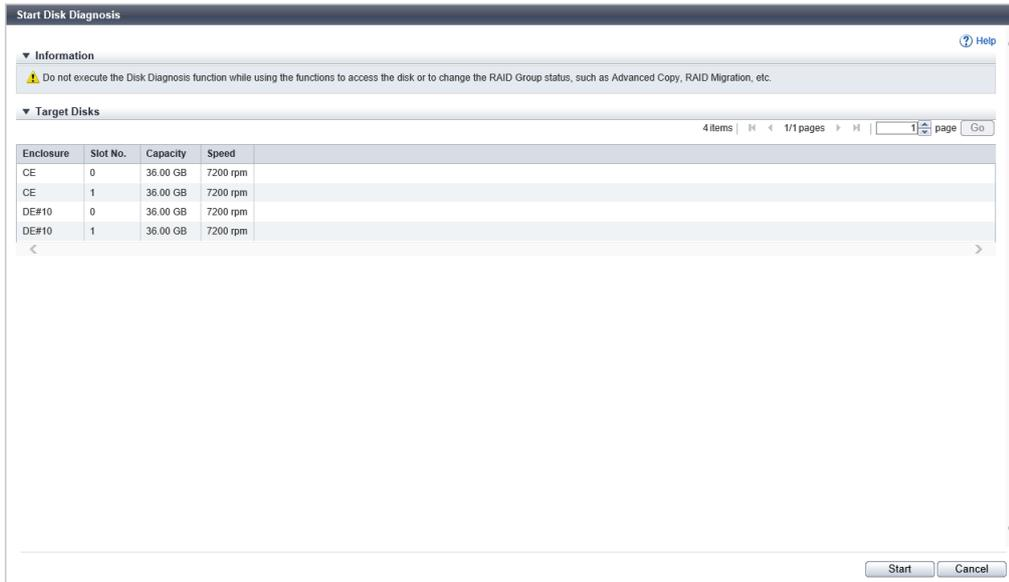 Start Disk Diagnosis
Help
Information
Do not execute the Disk Diagnosis function while using the functions to access the disk or to change the RAID Group status, such as Advanced Copy, RAID Migration, etc.
Target Disks
4 items 1/1 pages 1 page Go
Enclosure Slot No. Capacity Speed
CE 0 36.00 GB 7200 rpm
CE 1 36.00 GB 7200 rpm
DE#10 0 36.00 GB 7200 rpm
DE#10 1 36.00 GB 7200 rpm
Start Cancel